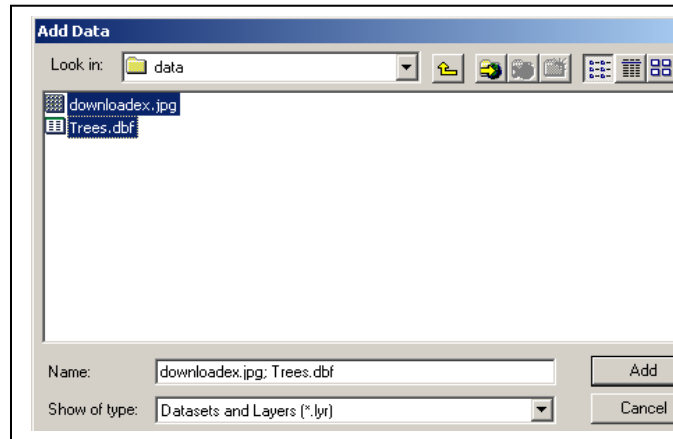 Add Data
Look in: data
downloadex.jpg
Trees.dbf
Name: downloadex.jpg; Trees.dbf Add
Show of type: Datasets and Layers (*.lyr) Cancel